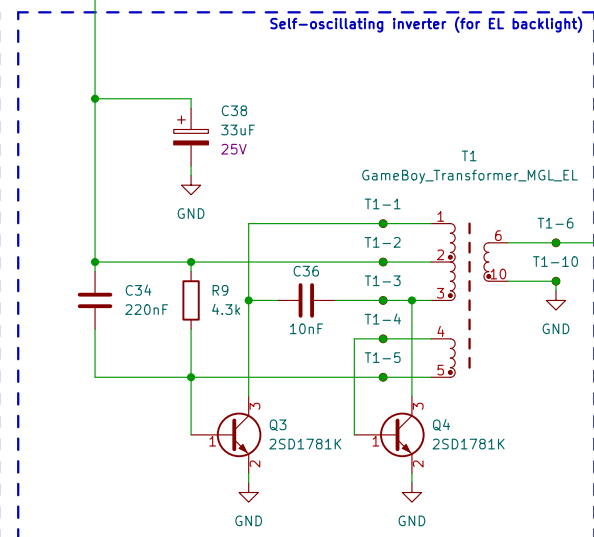 Self-oscillating inverter (for EL backlight)
+
C38
33uF
25V
GND
T1
GameBoy_Transformer_MGL_EL
T1-1
1
T1-2
2
T1-3
3
T1-4
4
T1-5
5
6
T1-6
10
T1-10
GND
C34
220nF
R9
4.3k
C36
10nF
3
Q3
2SD1781K
1
2
GND
3
Q4
2SD1781K
1
2
GND